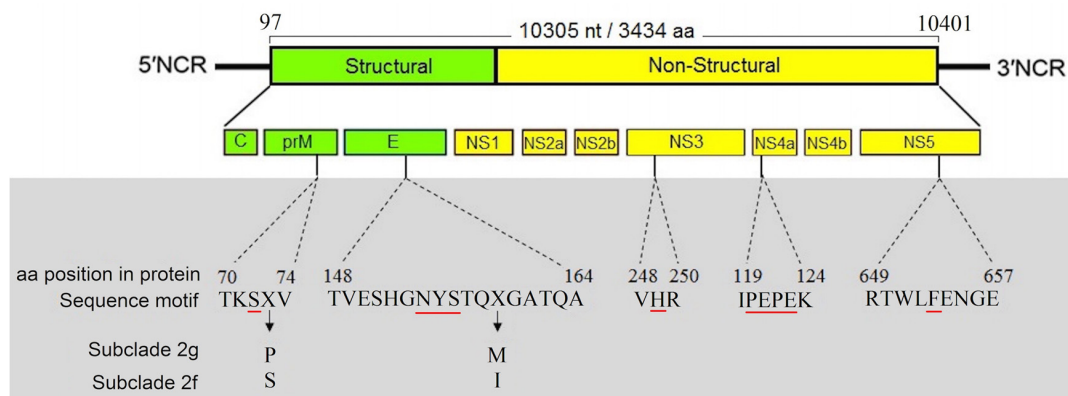 97 10305 nt / 3434 aa 10401
5′NCR Structural Non-Structural 3′NCR
C prM E NS1 NS2a NS2b NS3 NS4a NS4b NS5
aa position in protein 70 74 148 164 248 250 119 124 649 657
Sequence motif TKSXV TVESHGNYSTQXGATQA VHR IPEPEK RTWLFENGE
Subclade 2g P M
Subclade 2f S I